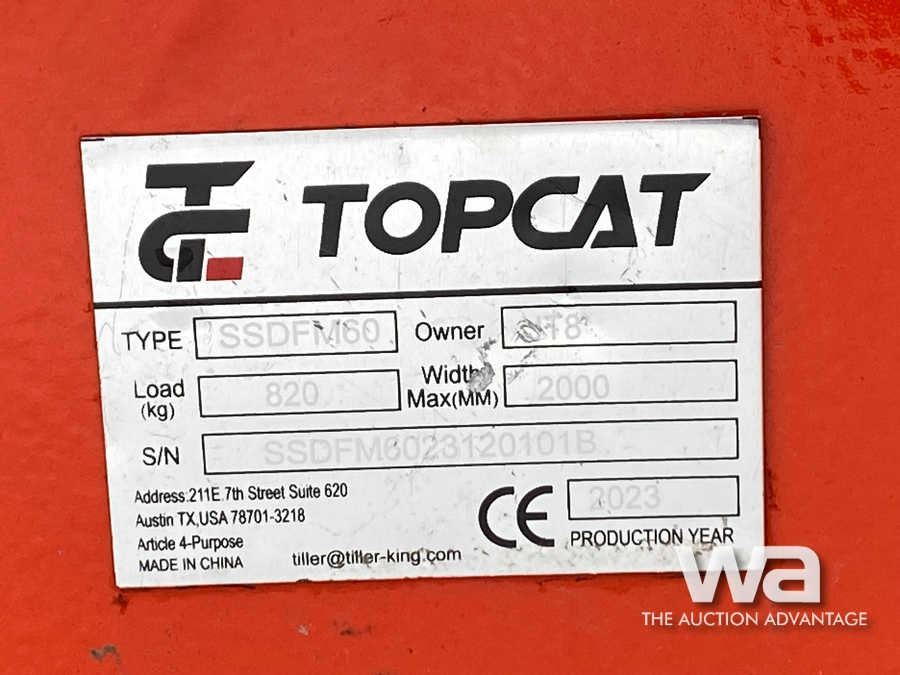 TOPCAT
TYPE SSDFM60 Owner JT8
Load (kg) 820 Width Max(MM) 2000
S/N SSDFM6023120101B
Address:211E.7th Street Suite 620
Austin TX,USA 78701-3218
Article 4-Purpose
MADE IN CHINA tiller@tiller-king.com
CE 2023
PRODUCTION YEAR
wa
THE AUCTION ADVANTAGE